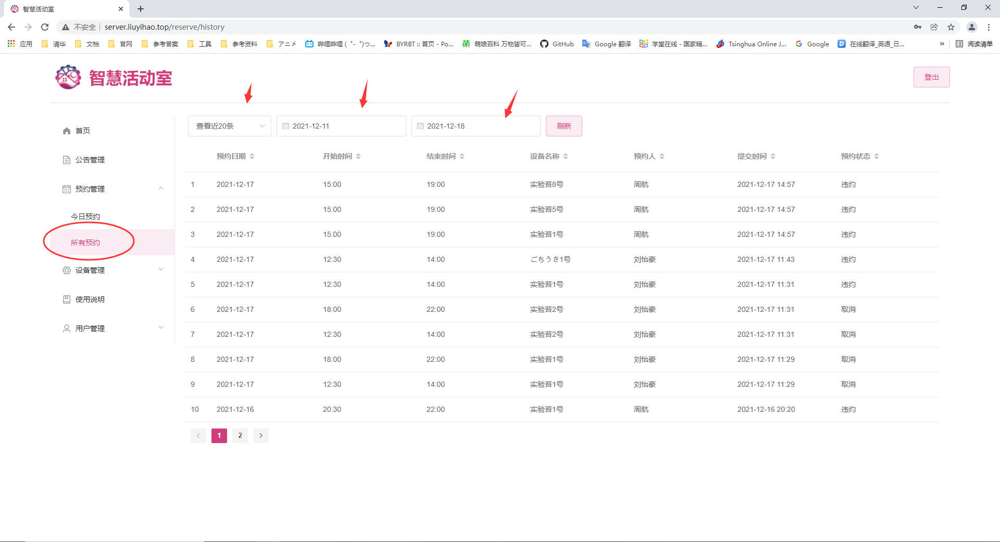 智慧活动室
不安全 server.liuyihao.top/reserve/history
应用 清华 文档 官网 参考答案 工具 参考资料 アニメ 哔哩哔哩 ( ゜- ゜)つ... BYRBT :: 首页 - Po... 萌娘百科 万物皆可... GitHub Google 翻译 学堂在线 - 国家精... Tsinghua Online J... Google 在线翻译_英语_日... » 阅读清单
智慧活动室 登出
首页
公告管理
预约管理
今日预约
所有预约
设备管理
使用说明
用户管理
查看近20条 2021-12-11 2021-12-18 刷新
预约日期 开始时间 结束时间 设备名称 预约人 提交时间 预约状态
1 2021-12-17 15:00 19:00 实验苔8号 周航 2021-12-17 14:57 违约
2 2021-12-17 15:00 19:00 实验苔5号 周航 2021-12-17 14:57 违约
3 2021-12-17 15:00 19:00 实验苔1号 周航 2021-12-17 14:57 违约
4 2021-12-17 12:30 14:00 ごちうさ1号 刘怡豪 2021-12-17 11:43 违约
5 2021-12-17 12:30 14:00 实验苔1号 刘怡豪 2021-12-17 11:31 违约
6 2021-12-17 18:00 22:00 实验苔2号 刘怡豪 2021-12-17 11:31 取消
7 2021-12-17 12:30 14:00 实验苔2号 刘怡豪 2021-12-17 11:31 取消
8 2021-12-17 18:00 22:00 实验苔1号 刘怡豪 2021-12-17 11:29 取消
9 2021-12-17 12:30 14:00 实验苔1号 刘怡豪 2021-12-17 11:29 取消
10 2021-12-16 20:30 22:00 实验苔1号 周航 2021-12-16 20:20 违约
1 2